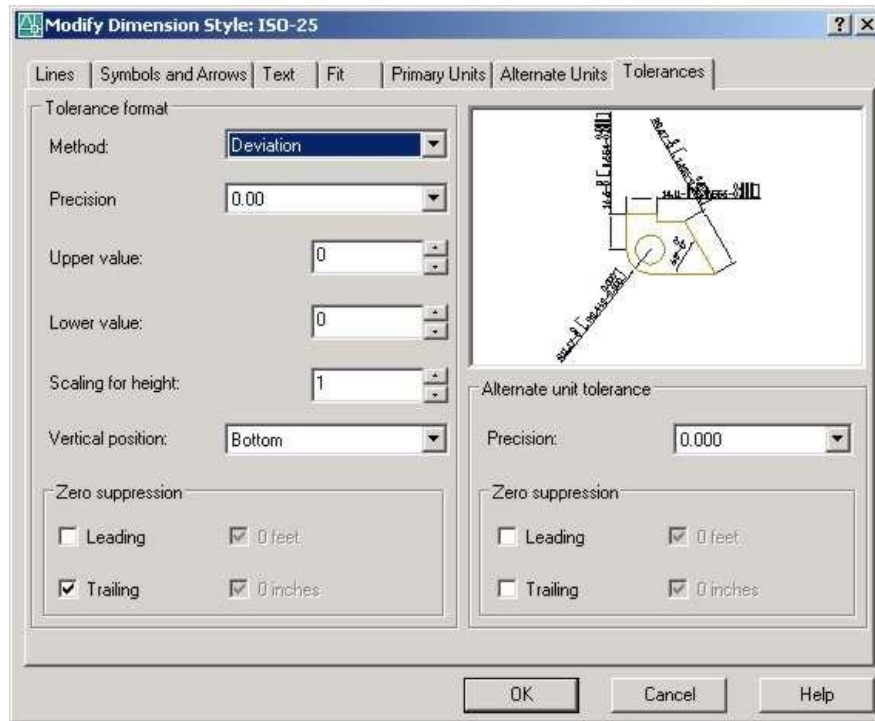 Modify Dimension Style: ISO-25
Lines Symbols and Arrows Text Fit Primary Units Alternate Units Tolerances
Tolerance format
Method: Deviation
Precision 0.00
Upper value: 0
Lower value: 0
Scaling for height: 1
Vertical position: Bottom
Zero suppression
Leading 0 feet
Trailing 0 inches
Alternate unit tolerance
Precision: 0.000
Zero suppression
Leading 0 feet
Trailing 0 inches
OK Cancel Help